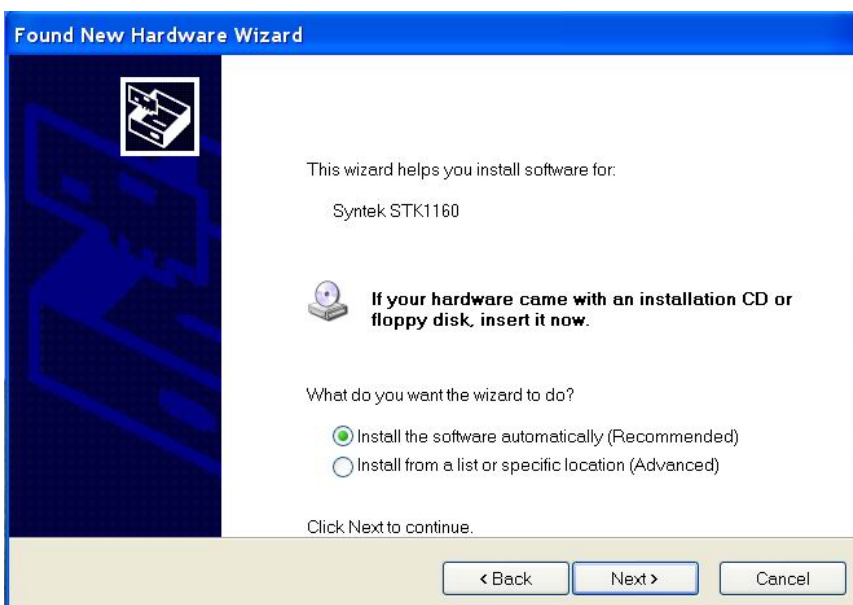 Found New Hardware Wizard
This wizard helps you install software for:
Syntek STK1160
If your hardware came with an installation CD or
floppy disk, insert it now.
What do you want the wizard to do?
Install the software automatically (Recommended)
Install from a list or specific location (Advanced)
Click Next to continue.
< Back Next > Cancel